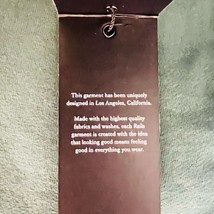 This garment has been uniquely
designed in Los Angeles, California.
Made with the highest quality
fabrics and washes, each Rails
garment is created with the idea
that looking good means feeling
good in everything you wear.